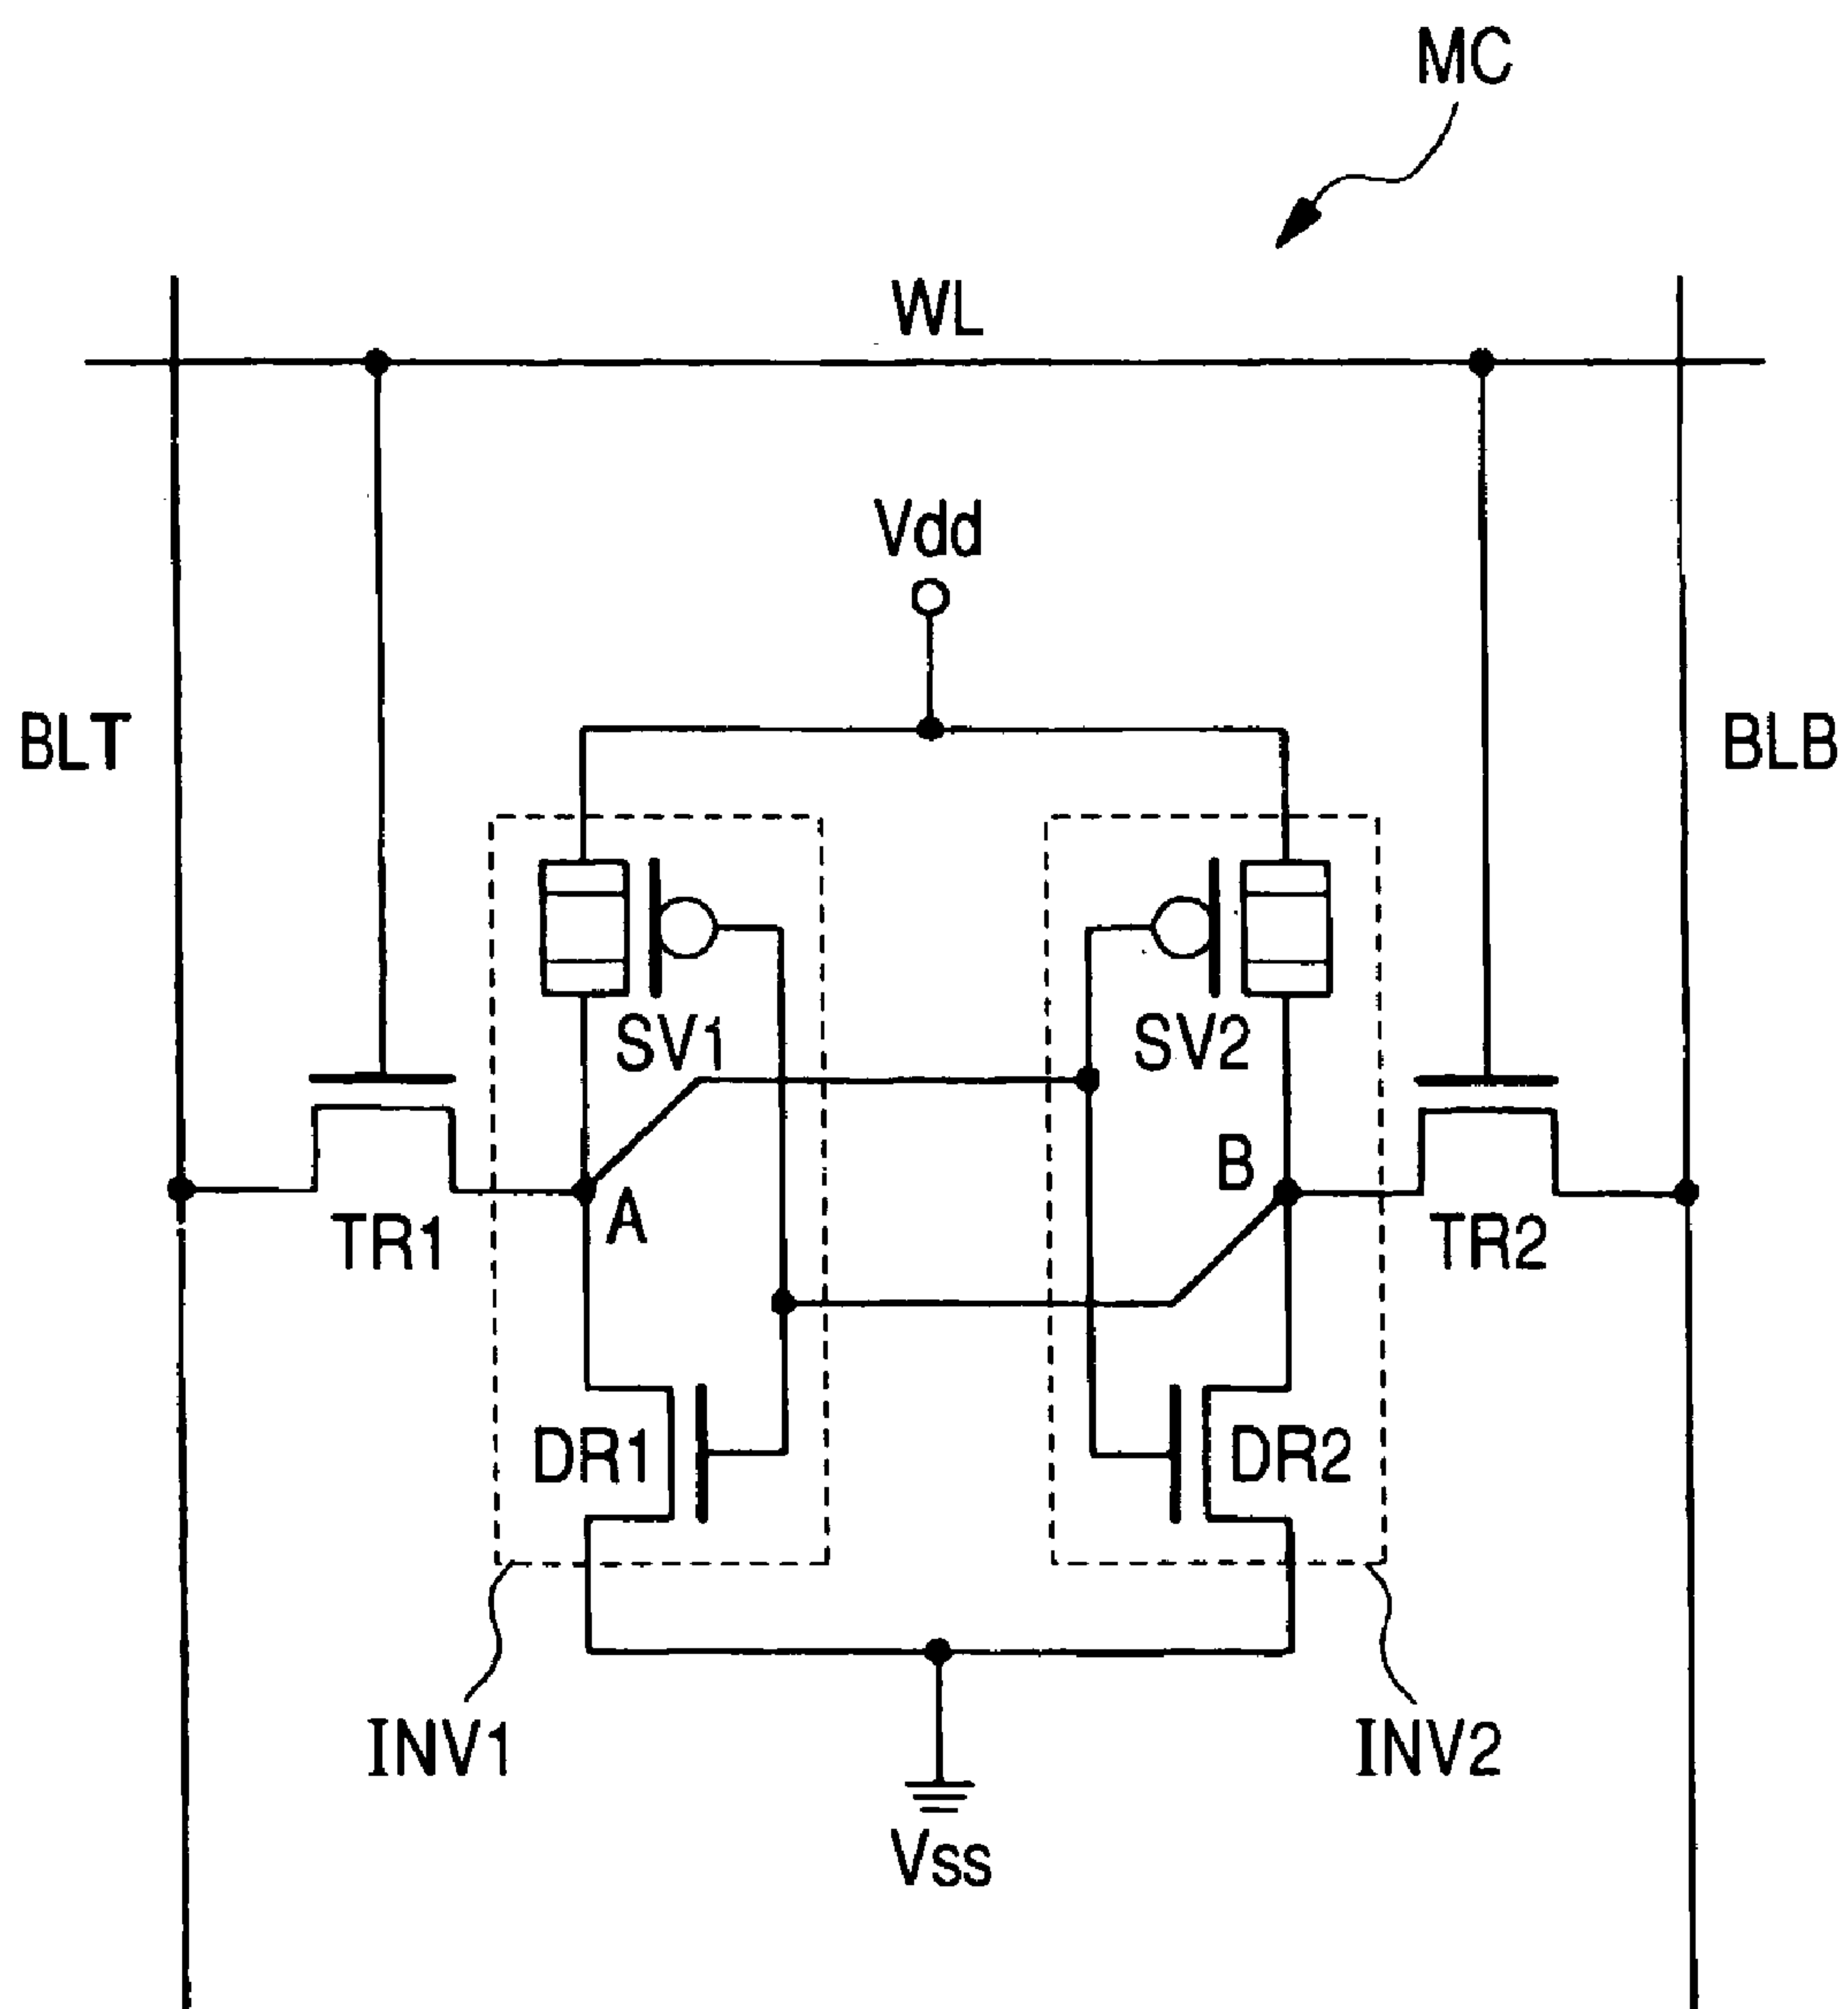 MC
WL
Vdd
BLT
BLB
SV1
SV2
B
A
TR1
TR2
DR1
DR2
INV1
INV2
Vss